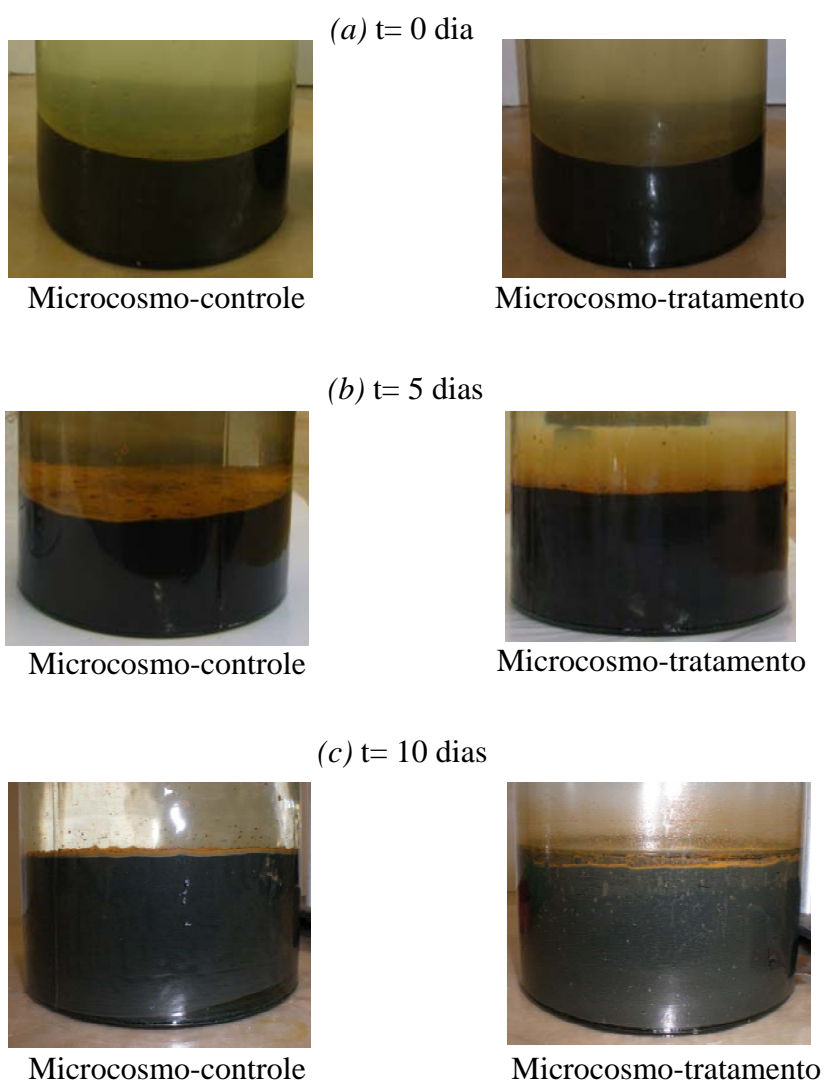 (a) t= 0 dia
Microcosmo-controle Microcosmo-tratamento
(b) t= 5 dias
Microcosmo-controle Microcosmo-tratamento
(c) t= 10 dias
Microcosmo-controle Microcosmo-tratamento